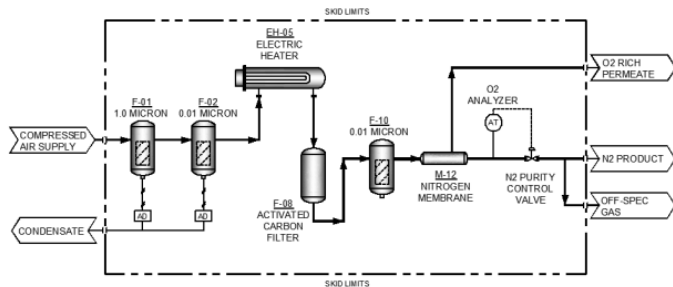 SKID LIMITS
EH-05
ELECTRIC
HEATER
F-01
1.0 MICRON
F-02
0.01 MICRON
F-10
0.01 MICRON
O2
ANALYZER
AT
O2 RICH
PERMEATE
COMPRESSED
AIR SUPPLY
N2 PRODUCT
M-12
NITROGEN
MEMBRANE
N2 PURITY
CONTROL
VALVE
OFF-SPEC
GAS
F-08
ACTIVATED
CARBON
FILTER
AD
AD
CONDENSATE
SKID LIMITS